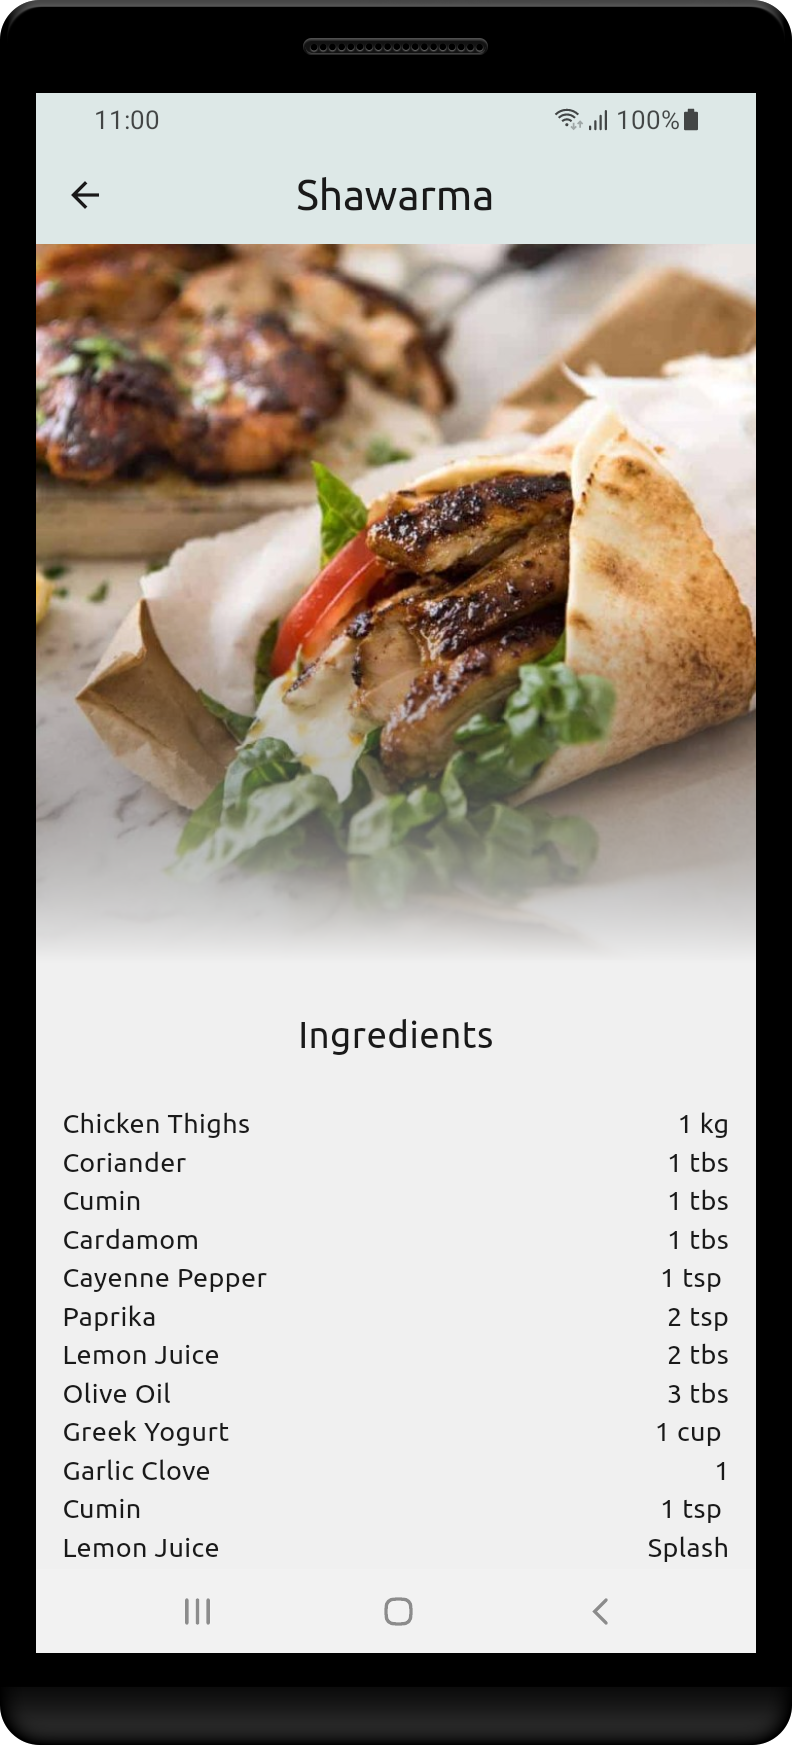 11:00 100%
Shawarma
Ingredients
Chicken Thighs 1 kg
Coriander 1 tbs
Cumin 1 tbs
Cardamom 1 tbs
Cayenne Pepper 1 tsp
Paprika 2 tsp
Lemon Juice 2 tbs
Olive Oil 3 tbs
Greek Yogurt 1 cup
Garlic Clove 1
Cumin 1 tsp
Lemon Juice Splash